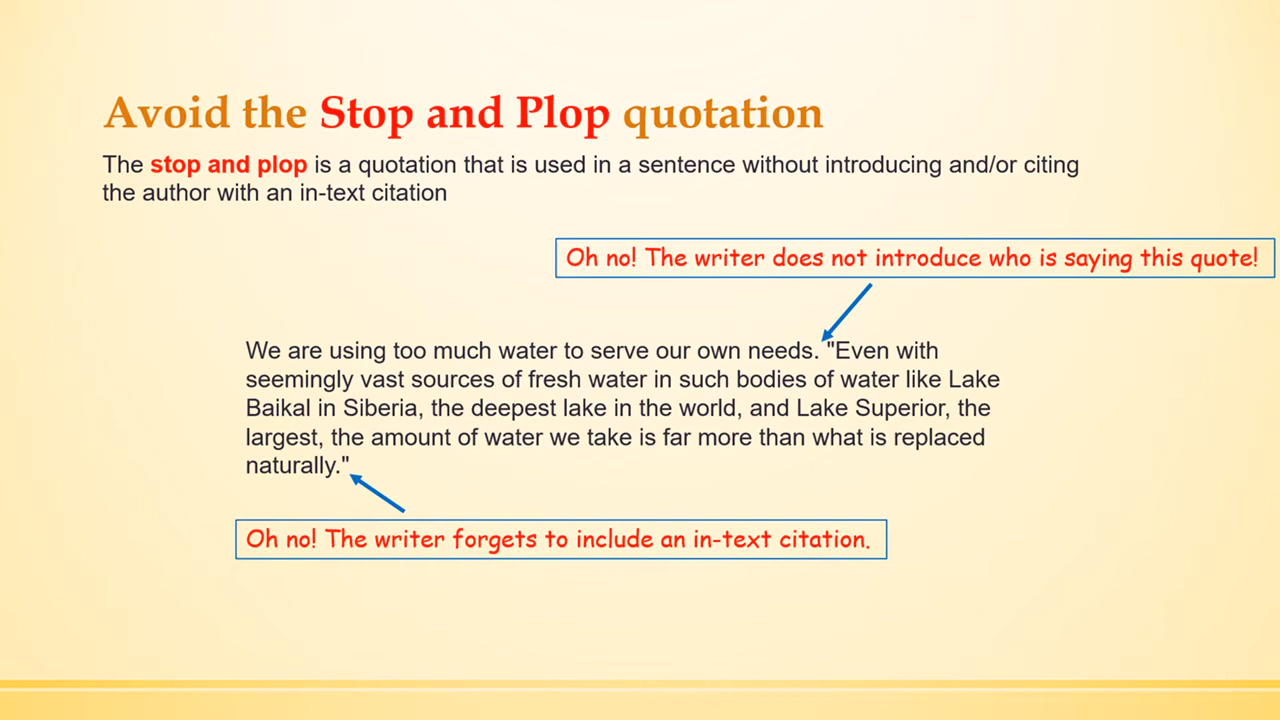 Avoid the Stop and Plop quotation
The stop and plop is a quotation that is used in a sentence without introducing and/or citing
the author with an in-text citation
Oh no! The writer does not introduce who is saying this quote!
We are using too much water to serve our own needs. "Even with
seemingly vast sources of fresh water in such bodies of water like Lake
Baikal in Siberia, the deepest lake in the world, and Lake Superior, the
largest, the amount of water we take is far more than what is replaced
naturally."
Oh no! The writer forgets to include an in-text citation.